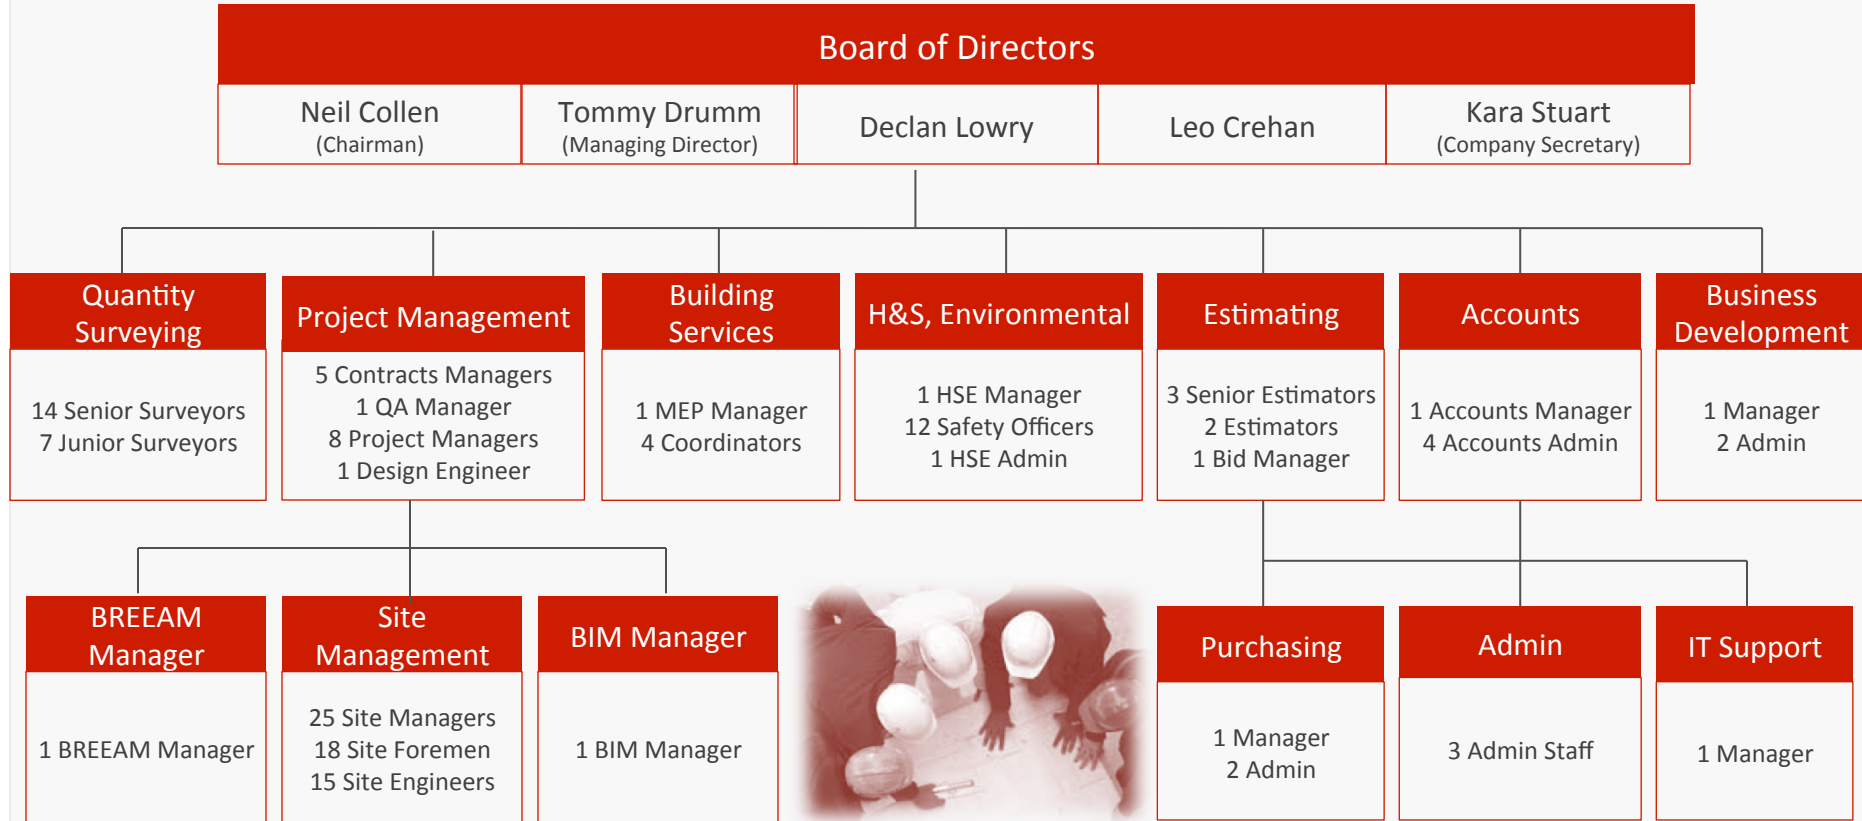 Board of Directors
Neil Collen
(Chairman)
Tommy Drumm
(Managing Director)
Declan Lowry
Leo Crehan
Kara Stuart
(Company Secretary)
Quantity
Surveying
14 Senior Surveyors
7 Junior Surveyors
Project Management
5 Contracts Managers
1 QA Manager
8 Project Managers
1 Design Engineer
Building
Services
1 MEP Manager
4 Coordinators
H&S, Environmental
1 HSE Manager
12 Safety Officers
1 HSE Admin
Estimating
3 Senior Estimators
2 Estimators
1 Bid Manager
Accounts
1 Accounts Manager
4 Accounts Admin
Business
Development
1 Manager
2 Admin
BREEAM
Manager
1 BREEAM Manager
Site
Management
25 Site Managers
18 Site Foremen
15 Site Engineers
BIM Manager
1 BIM Manager
Purchasing
1 Manager
2 Admin
Admin
3 Admin Staff
IT Support
1 Manager